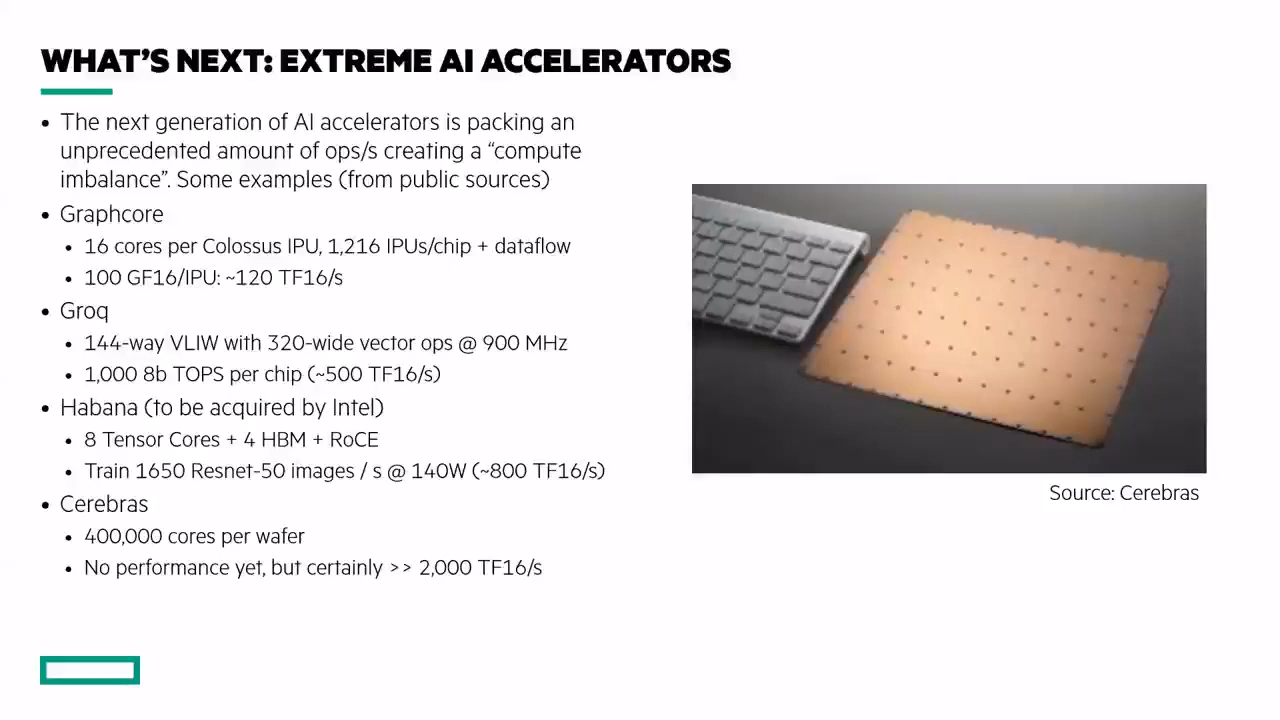 WHAT’S NEXT: EXTREME AI ACCELERATORS
• The next generation of AI accelerators is packing an
unprecedented amount of ops/s creating a “compute
imbalance”. Some examples (from public sources)
• Graphcore
• 16 cores per Colossus IPU, 1,216 IPUs/chip + dataflow
• 100 GF16/IPU: ~120 TF16/s
• Groq
• 144-way VLIW with 320-wide vector ops @ 900 MHz
• 1,000 8b TOPS per chip (~500 TF16/s)
• Habana (to be acquired by Intel)
• 8 Tensor Cores + 4 HBM + RoCE
• Train 1650 Resnet-50 images / s @ 140W (~800 TF16/s)
• Cerebras
• 400,000 cores per wafer
• No performance yet, but certainly >> 2,000 TF16/s
Source: Cerebras